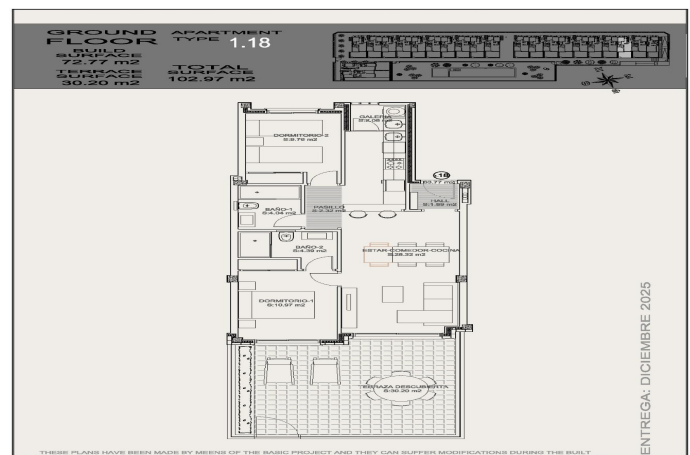 GROUND FLOOR
APARTMENT TYPE 1.18
BUILD SURFACE
72.77 m2
TERRACE SURFACE
30.20 m2
TOTAL SURFACE
102.97 m2
DORMITORIO-2
S:9.79 m2
GALERIA
1.18
HALL
PASILLO
S:2.32 m2
BAÑO-1
S:4.04 m2
BAÑO-2
S:4.39 m2
ESTAR-COMEDOR-COCINA
S:28.32 m2
DORMITORIO-1
S:10.97 m2
TERRAZA DESCUBIERTA
S:30.20 m2
ENTREGA: DICIEMBRE 2025
THESE PLANS HAVE BEEN MADE BY MEENS OF THE BASIC PROJECT AND THEY CAN SUFFER MODIFICATIONS DURING THE BUILT